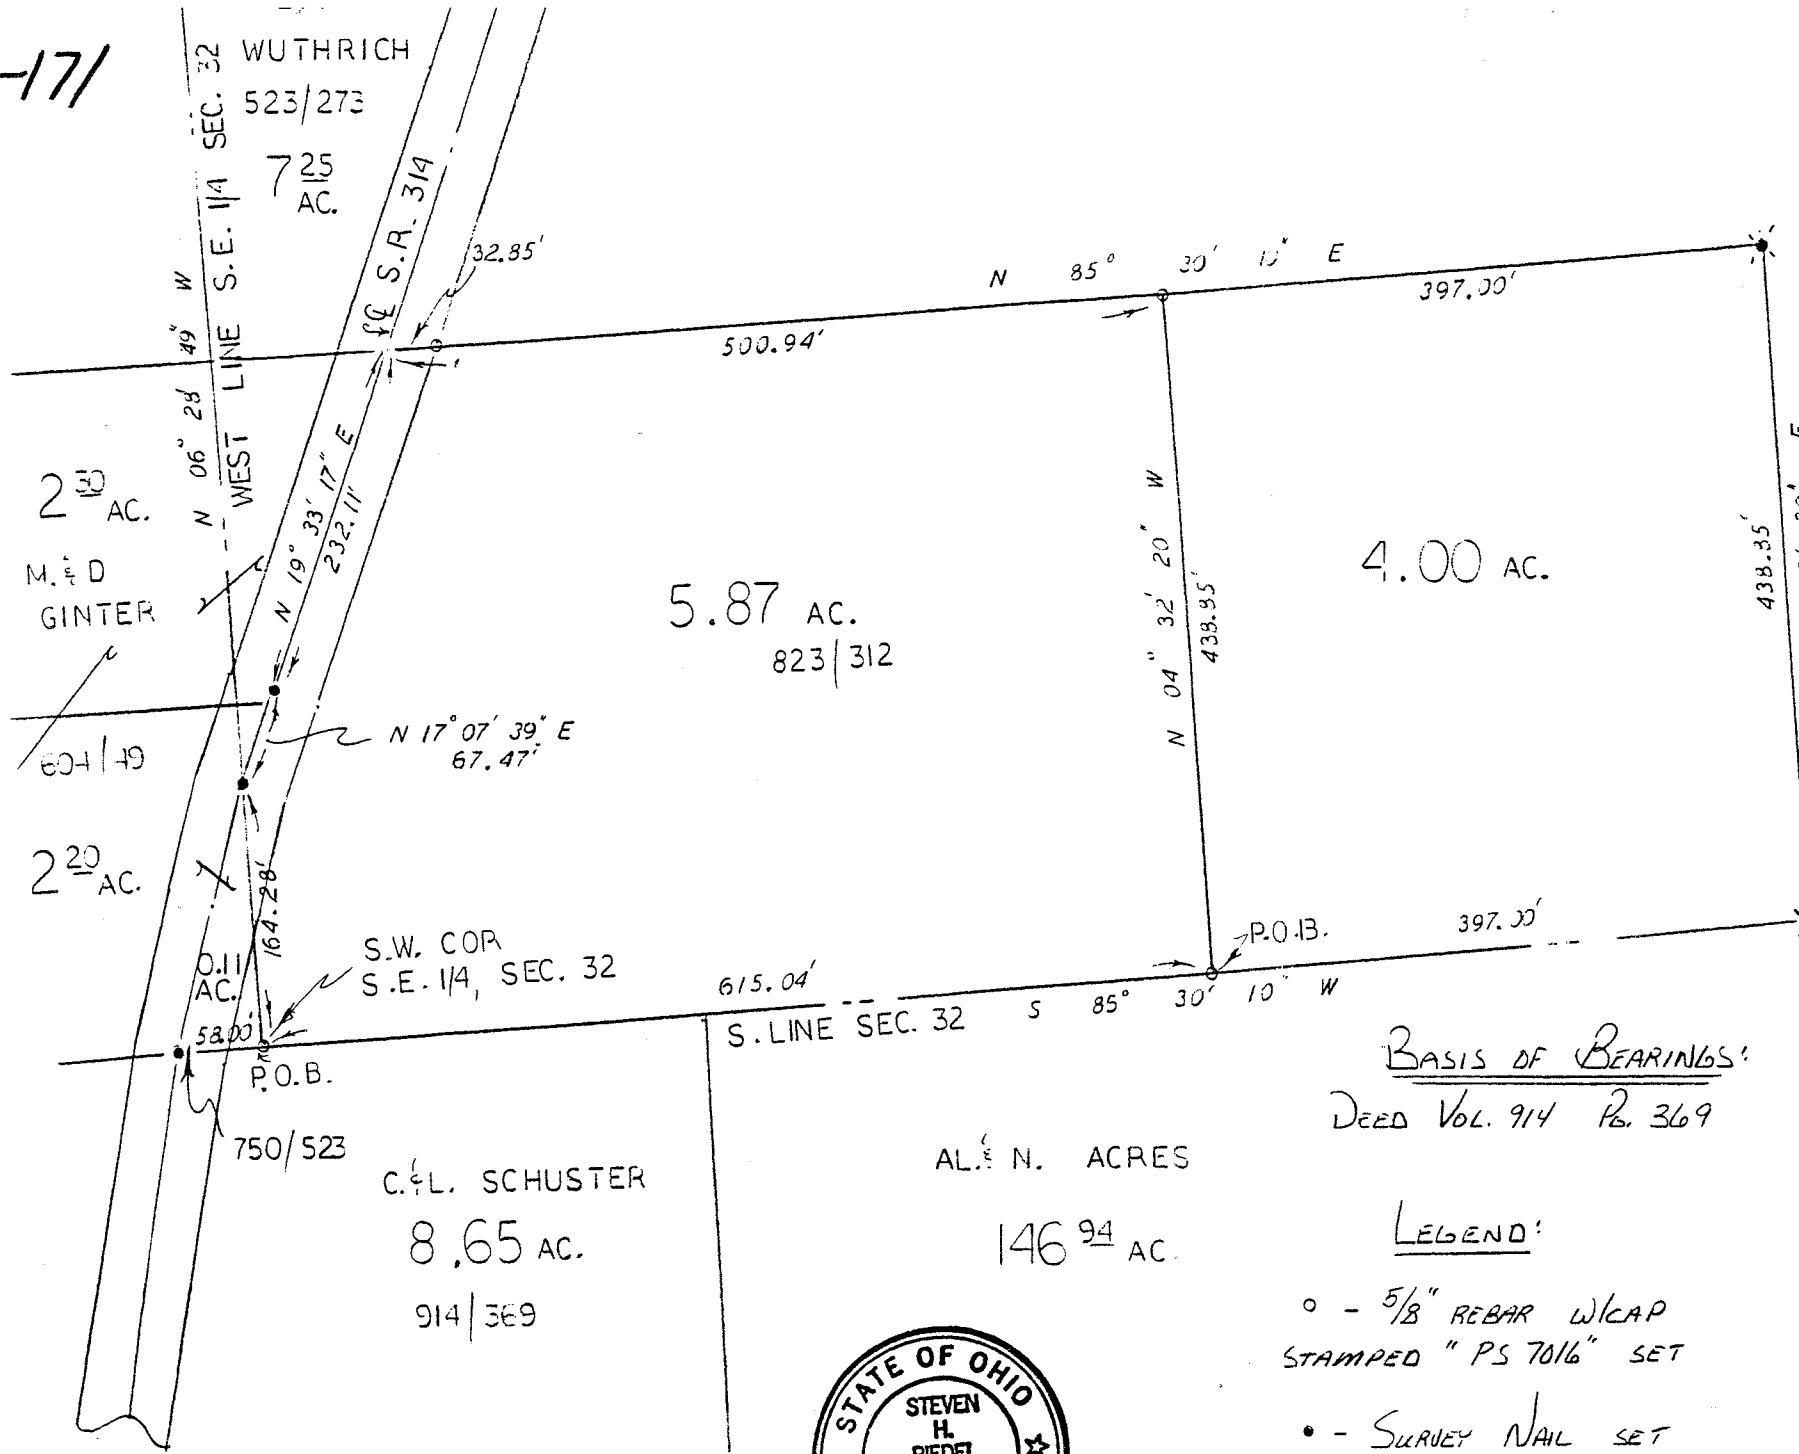 -171
WUTHRICH
523/273
7 25
AC.
WEST LINE S.E. 1/4 SEC. 32
N 06° 28' 49" W
℄ S.R. 314
32.85'
N 85° 30' 10" E
500.94'
397.00'
2 30 AC.
M. & D
GINTER
N 19° 33' 17" E
232.11'
5.87 AC.
823/312
N 04° 32' 20" W
438.85'
4.00 AC.
438.85'
N 17° 07' 39" E
67.47'
2 20 AC.
164.28'
0.11
AC.
58.00'
S.W. COR
S.E. 1/4, SEC. 32
P.O.B.
615.04'
S. LINE SEC. 32
S 85° 30' 10" W
P.O.B.
397.00'
750/523
C. & L. SCHUSTER
8.65 AC.
914/369
AL. & N. ACRES
146 94 AC.
BASIS OF BEARINGS:
DEED VOL. 914 PG. 369
LEGEND:
○ - 5/8" REBAR W/CAP
STAMPED "PS 7016" SET
● - SURVEY NAIL SET
STATE OF OHIO
STEVEN
H.